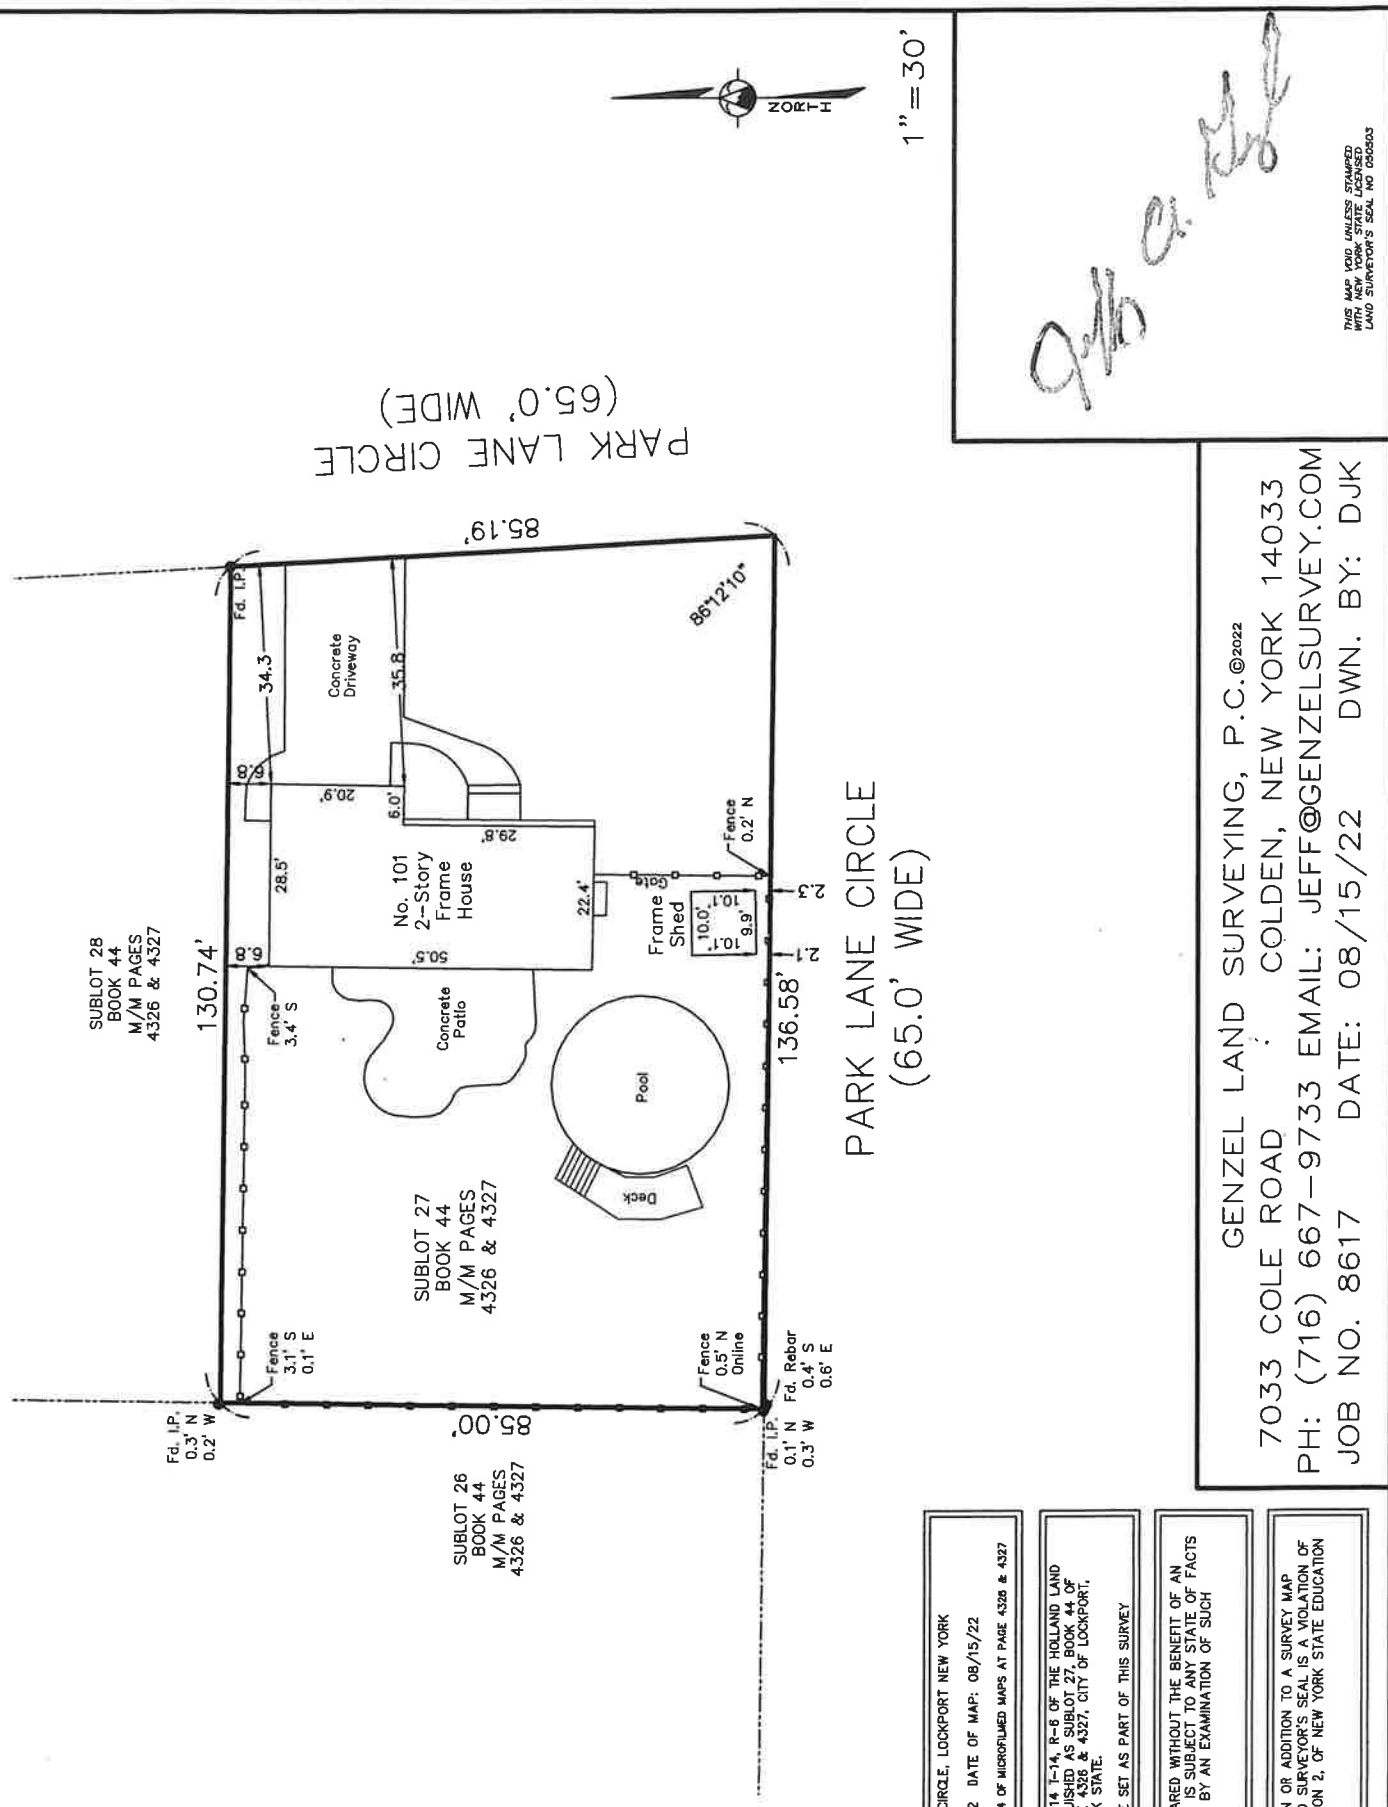 SUBLOT 28
BOOK 44
M/M PAGES
4326 & 4327
130.74'
Fd. I.P.
0.3' N
0.2' W
Fence
3.1' S
0.1' E
Fence
3.4' S
6.8
6.8
28.5'
34.3
Fd. I.P.
Concrete
Driveway
35.8
20.9'
6.0'
29.8'
No. 101
2-Story
Frame
House
50.5'
22.4'
Concrete
Patio
SUBLOT 26
BOOK 44
M/M PAGES
4326 & 4327
85.00'
SUBLOT 27
BOOK 44
M/M PAGES
4326 & 4327
Pool
Deck
Frame
Shed
10.0'
10.1'
10.1'
9.9'
Gate
Fence
0.2' N
2.1
2.3
Fence
0.5' N
Online
Fd. I.P.
0.1' N
0.3' W
Fd. Rebar
0.4' S
0.6' E
136.58'
86°12'10"
85.19'
PARK LANE CIRCLE
(65.0' WIDE)
PARK LANE CIRCLE
(65.0' WIDE)
NORTH
1"=30'
CIRCLE, LOCKPORT NEW YORK
2 DATE OF MAP: 08/15/22
4 OF MICROFILMED MAPS AT PAGE 4326 & 4327
14 T-14, R-6 OF THE HOLLAND LAND
UISHED AS SUBLOT 27, BOOK 44 OF
4326 & 4327, CITY OF LOCKPORT,
K STATE.
SET AS PART OF THIS SURVEY
ARED WITHOUT THE BENEFIT OF AN
IS SUBJECT TO ANY STATE OF FACTS
BY AN EXAMINATION OF SUCH
N OR ADDITION TO A SURVEY MAP
D SURVEYOR'S SEAL IS A VIOLATION OF
ON 2, OF NEW YORK STATE EDUCATION
GENZEL LAND SURVEYING, P.C.©2022
7033 COLE ROAD : COLDEN, NEW YORK 14033
PH: (716) 667-9733 EMAIL: JEFF@GENZELSURVEY.COM
JOB NO. 8617 DATE: 08/15/22 DWN. BY: DJK
THIS MAP VOID UNLESS STAMPED
WITH NEW YORK STATE LICENSED
LAND SURVEYOR'S SEAL NO 050503